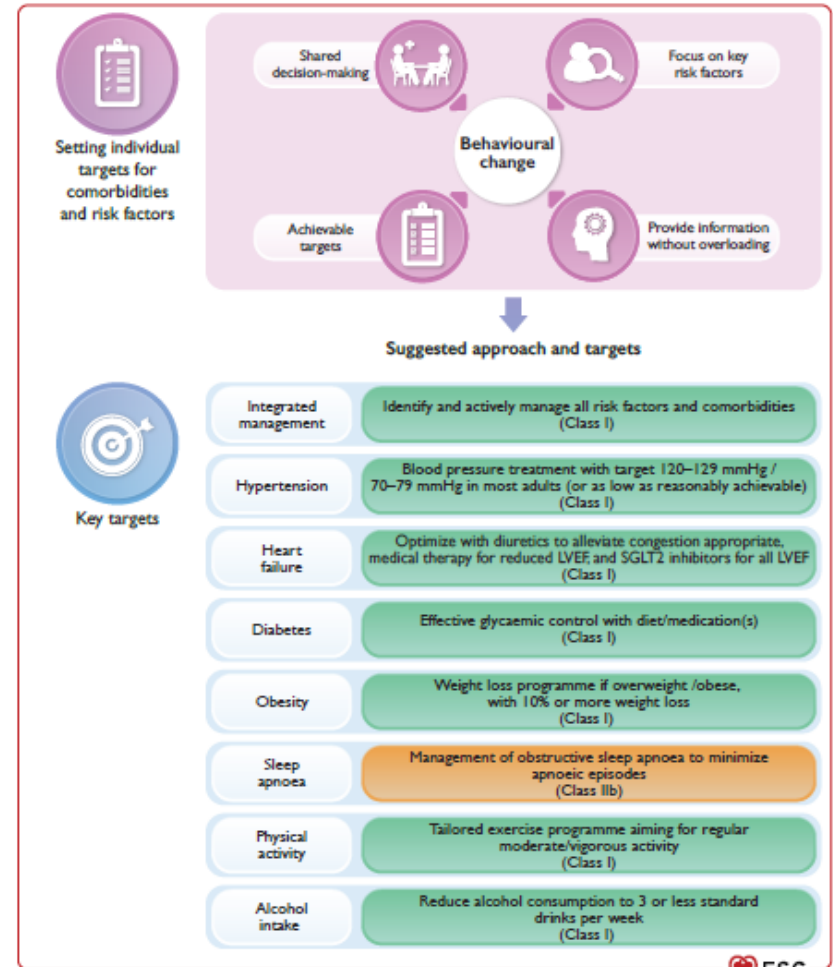 Setting individual
targets for
comorbidities
and risk factors
Shared
decision-making
Focus on key
risk factors
Behavioural
change
Achievable
targets
Provide information
without overloading
Suggested approach and targets
Key targets
Integrated
management
Identify and actively manage all risk factors and comorbidities
(Class I)
Hypertension
Blood pressure treatment with target 120–129 mmHg /
70–79 mmHg in most adults (or as low as reasonably achievable)
(Class I)
Heart
failure
Optimize with diuretics to alleviate congestion appropriate,
medical therapy for reduced LVEF, and SGLT2 inhibitors for all LVEF
(Class I)
Diabetes
Effective glycaemic control with diet/medication(s)
(Class I)
Obesity
Weight loss programme if overweight /obese,
with 10% or more weight loss
(Class I)
Sleep
apnoea
Management of obstructive sleep apnoea to minimize
apnoeic episodes
(Class IIb)
Physical
activity
Tailored exercise programme aiming for regular
moderate/vigorous activity
(Class I)
Alcohol
intake
Reduce alcohol consumption to 3 or less standard
drinks per week
(Class I)